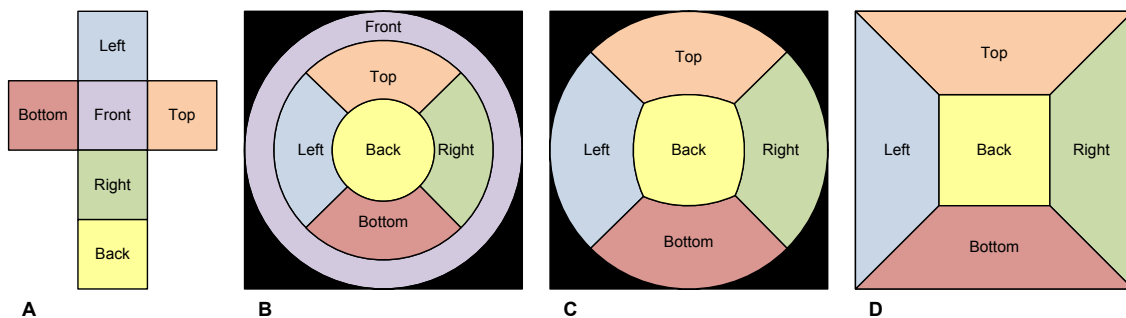 Left
Bottom Front Top
Right
Back
A
Front
Top
Left Back Right
Bottom
B
Top
Left Back Right
Bottom
C
Top
Left Back Right
Bottom
D